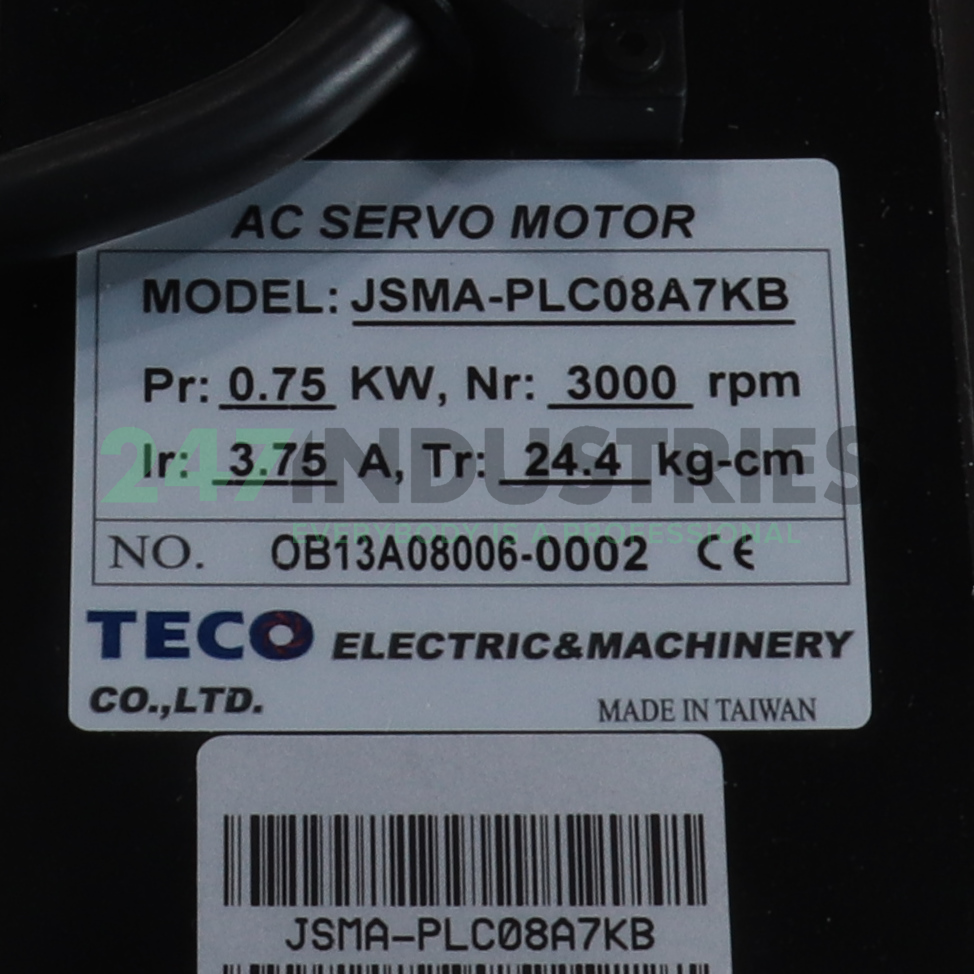 AC SERVO MOTOR
MODEL: JSMA-PLC08A7KB
Pr: 0.75 KW, Nr: 3000 rpm
Ir: 3.75 A, Tr: 24.4 kg-cm
247INDUSTRIES
EVERYBODY IS A PROFESSIONAL
NO. OB13A08006-0002 CE
TECO ELECTRIC&MACHINERY
CO.,LTD.
MADE IN TAIWAN
JSMA-PLC08A7KB